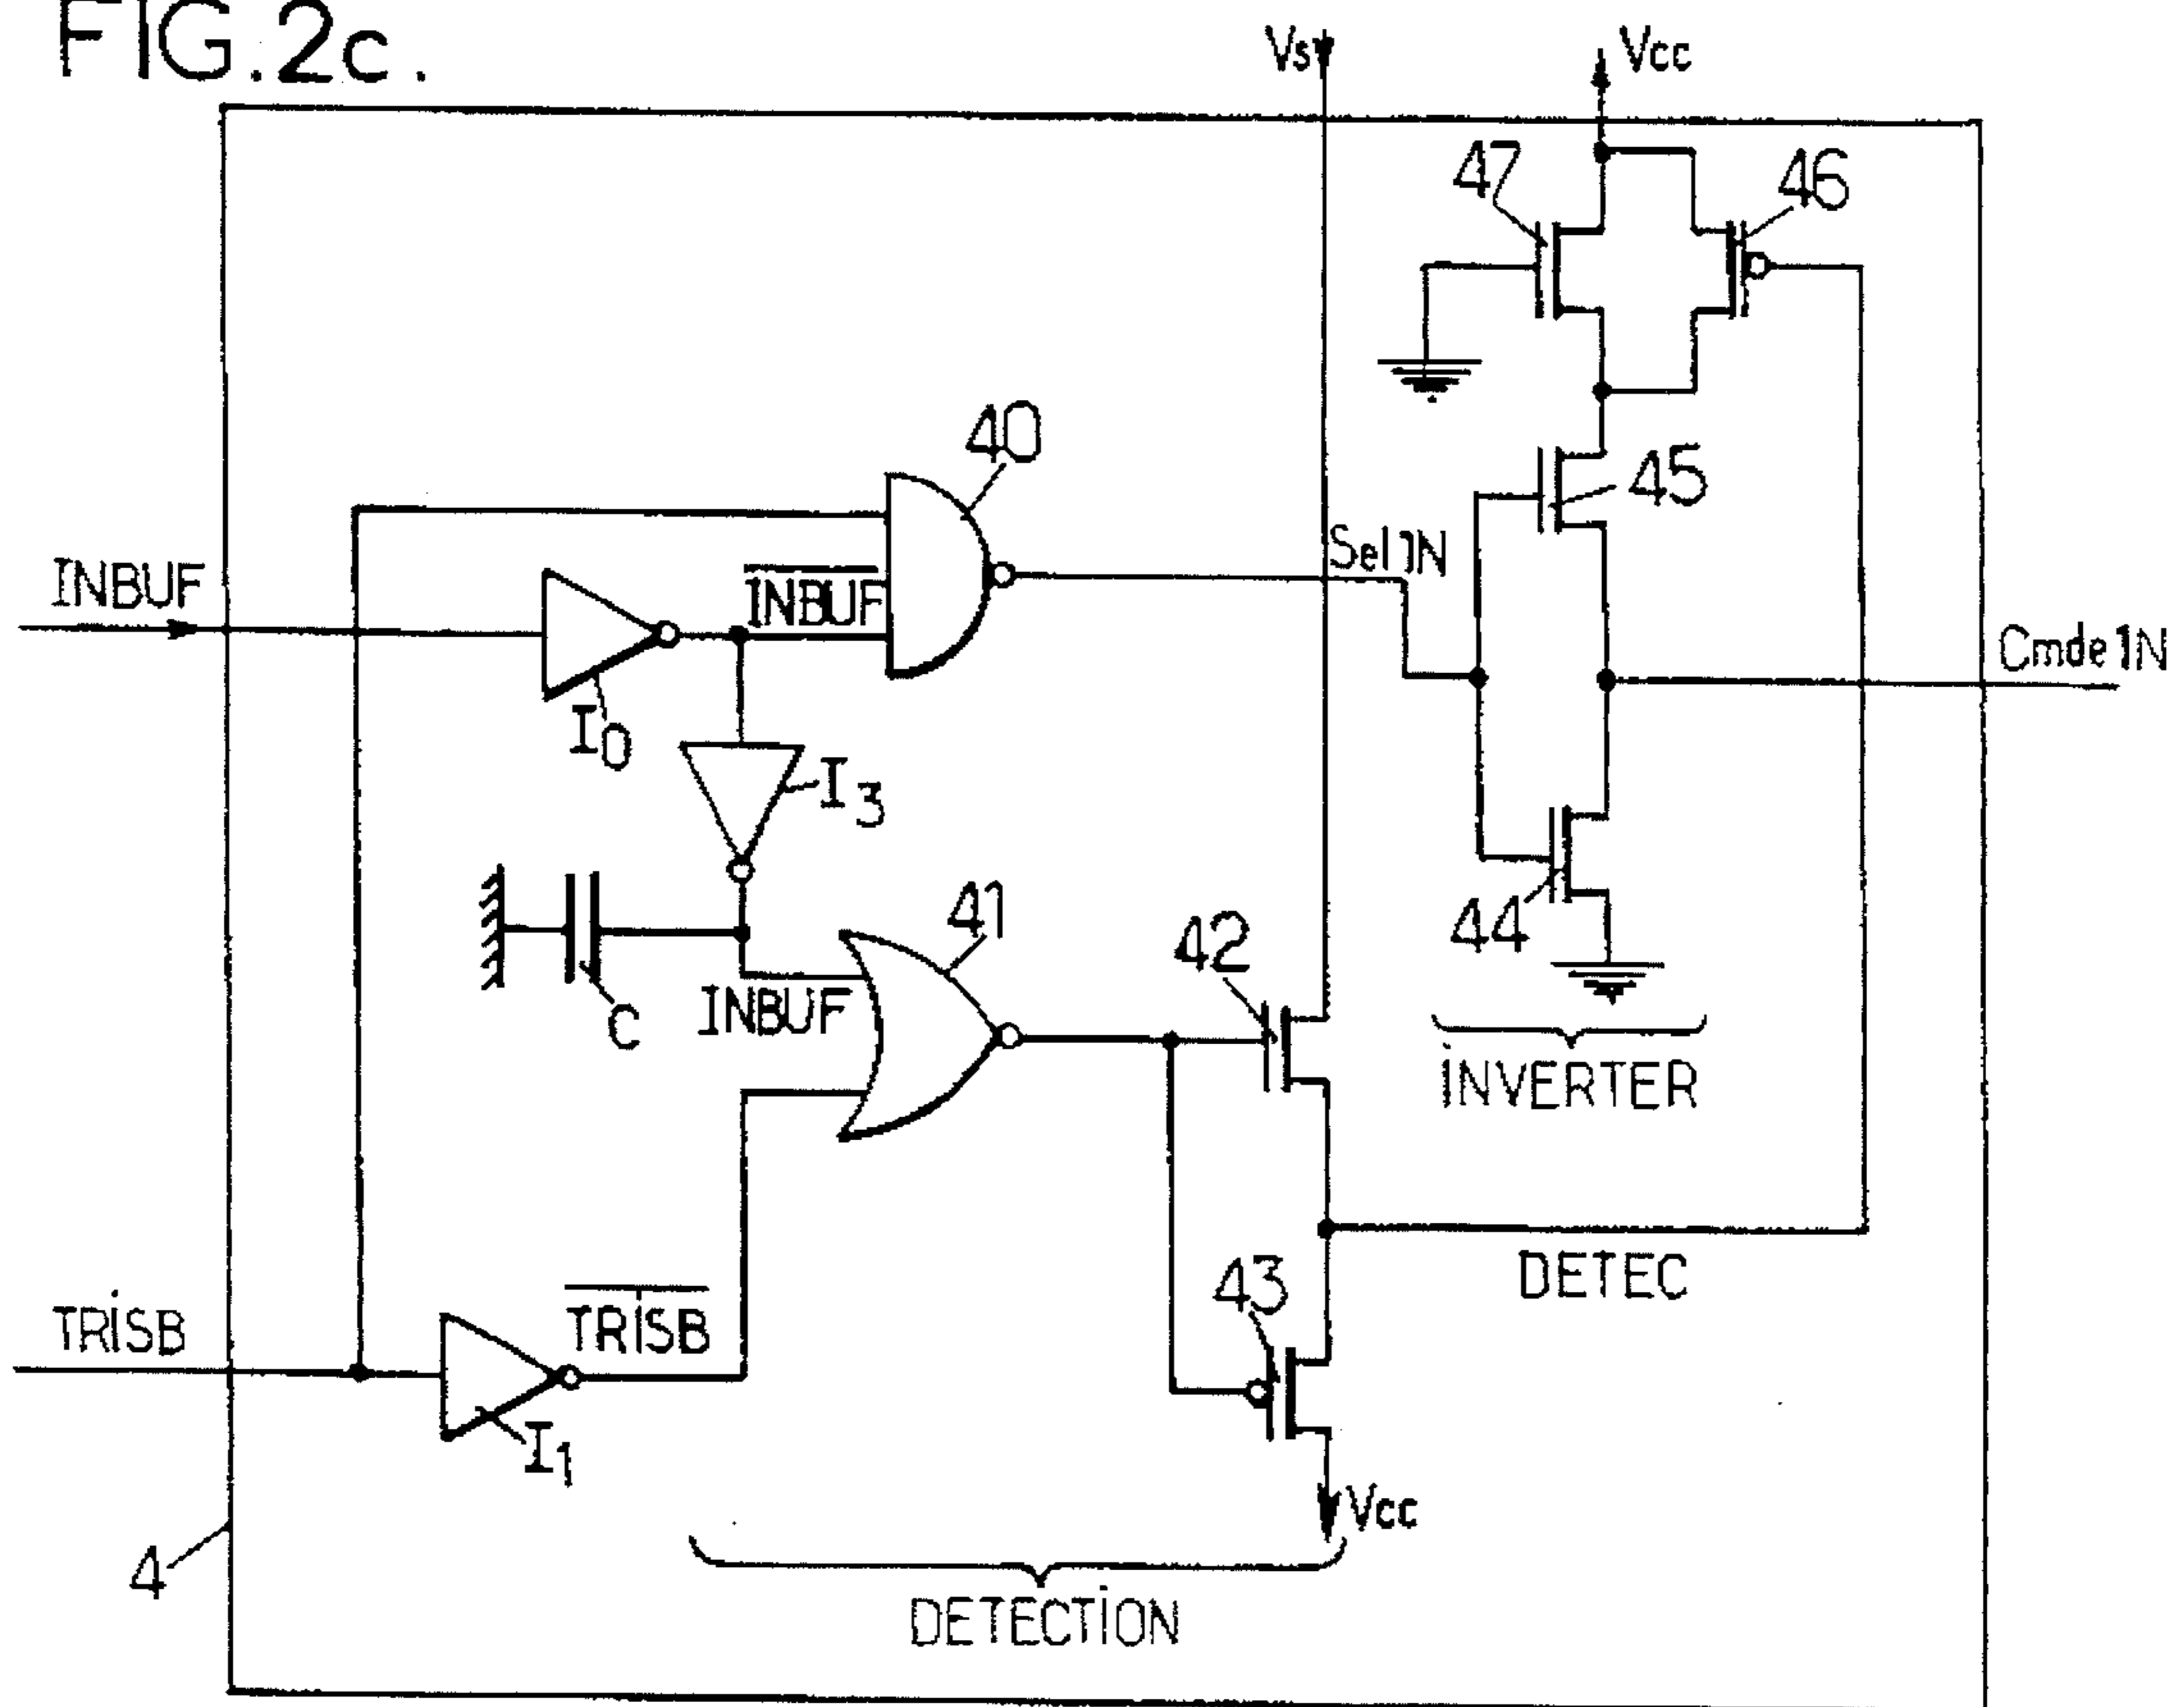 FIG.2c.
Vs
Vcc
47
46
40
45
Sel1N
INBUF
INBUF
Cmde1N
I0
I3
41
42
44
C
INBUF
INVERTER
DETEC
43
TRISB
TRISB
I1
Vcc
4
DETECTION